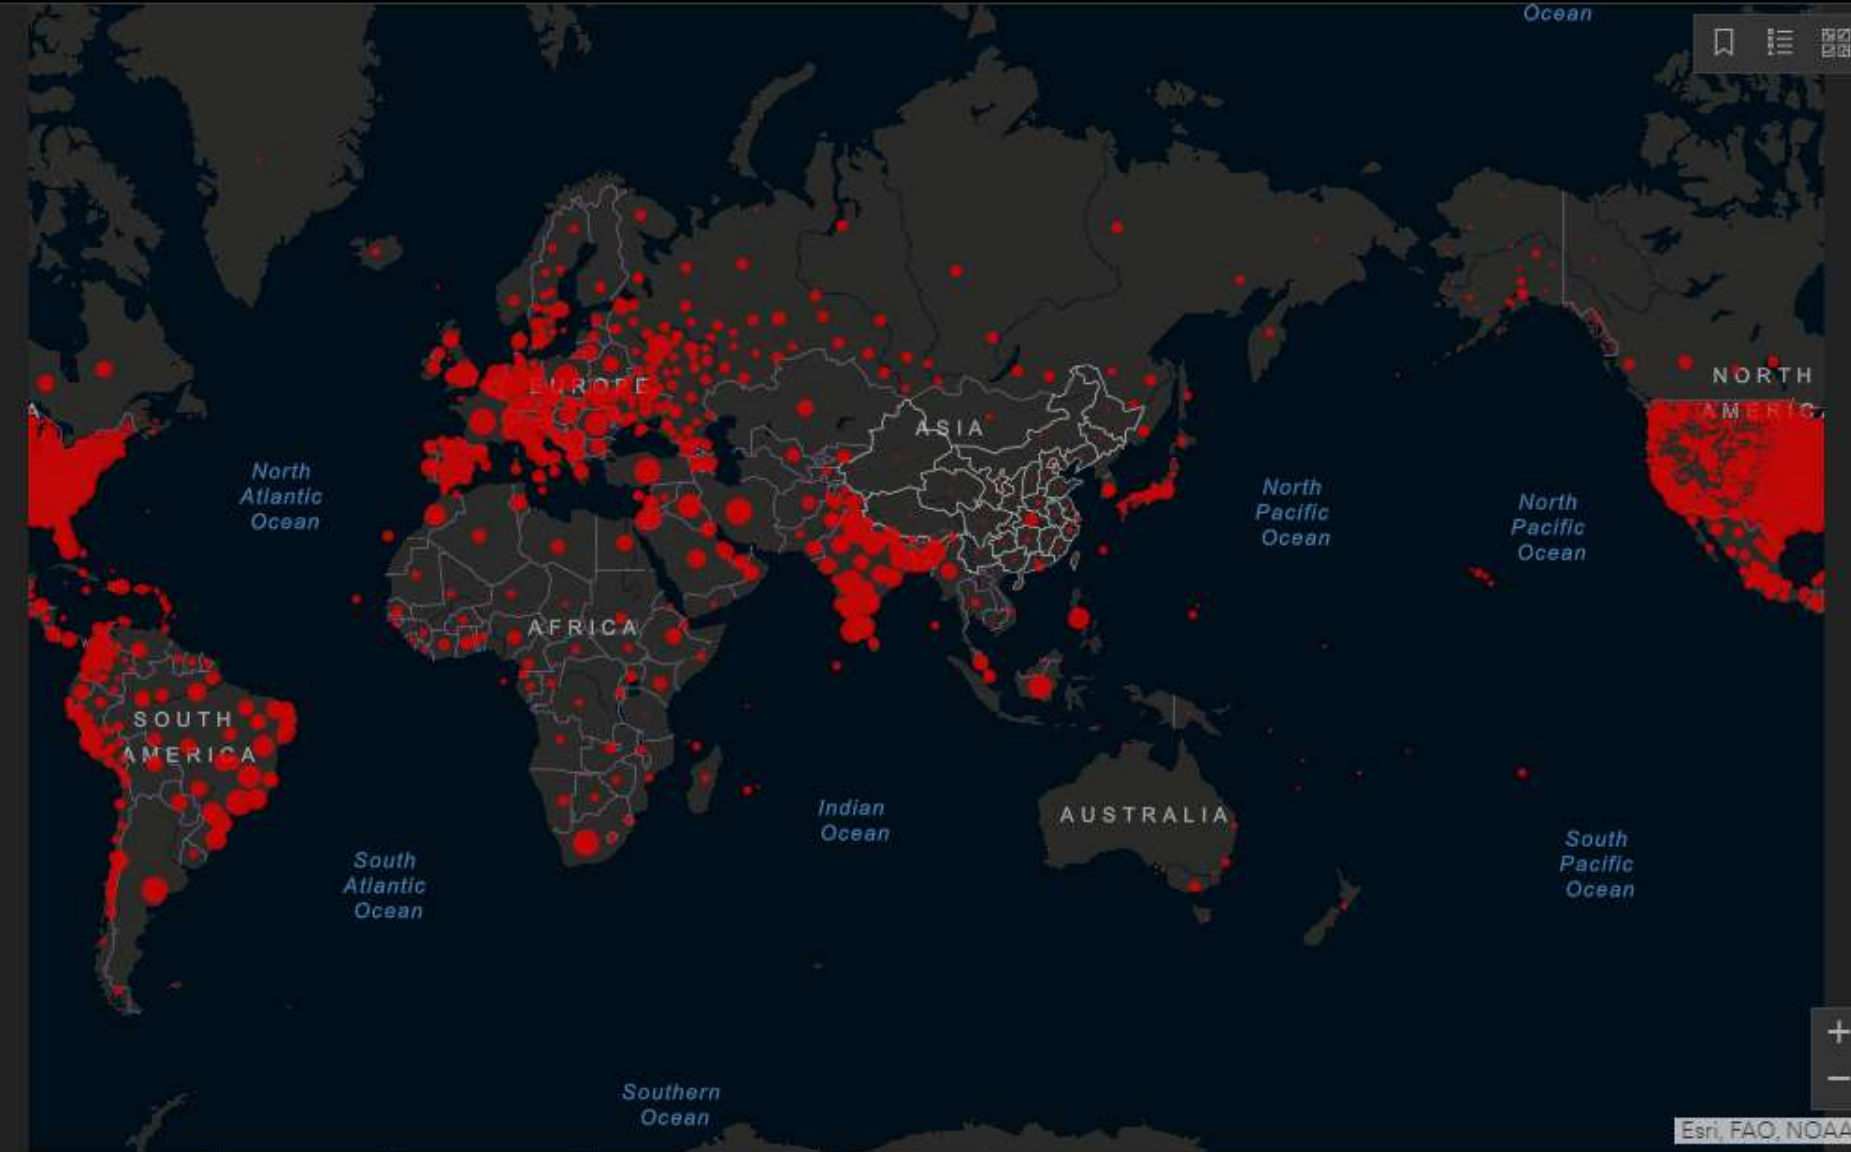 Ocean
EUROPE
ASIA
NORTH
AMERIC
A
North
Atlantic
Ocean
North
Pacific
Ocean
North
Pacific
Ocean
AFRICA
SOUTH
AMERICA
Indian
Ocean
AUSTRALIA
South
Atlantic
Ocean
South
Pacific
Ocean
Southern
Ocean
+
−
Esri, FAO, NOAA